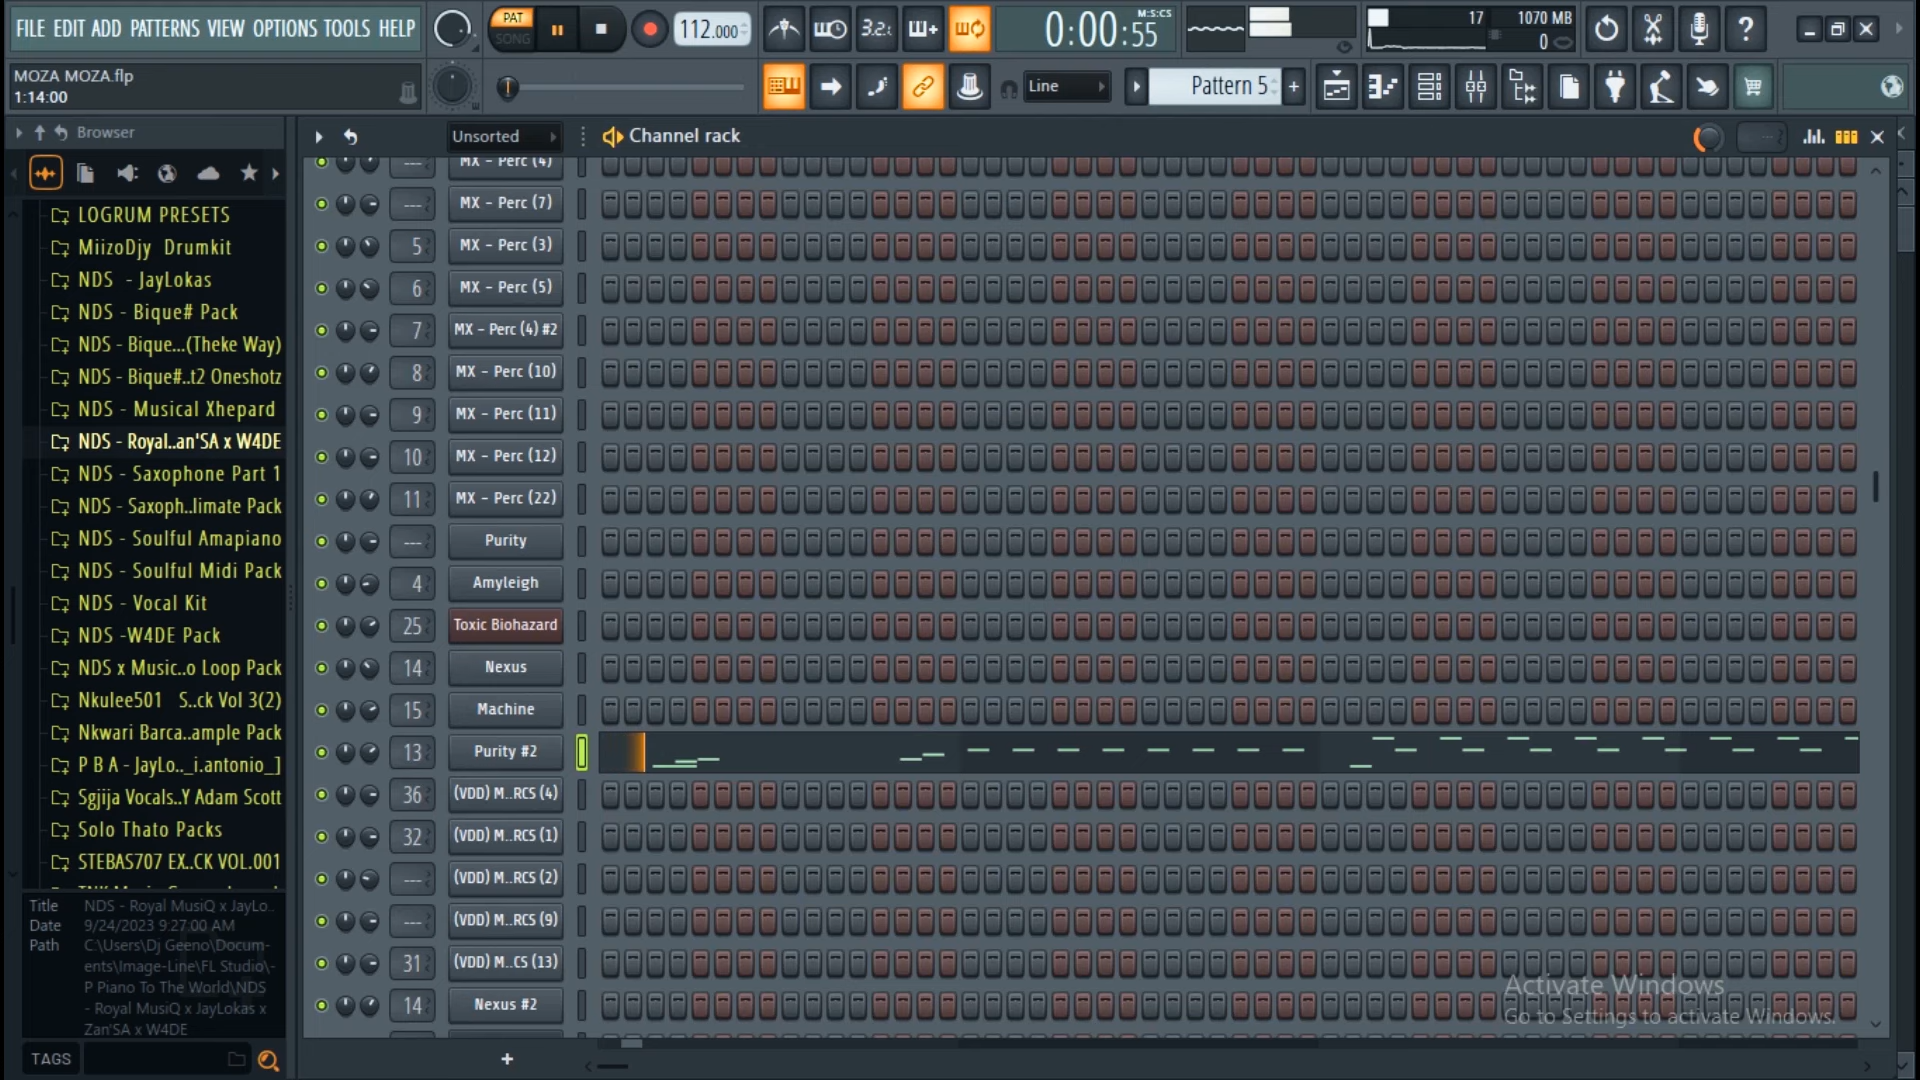 FILE EDIT ADD PATTERNS VIEW OPTIONS TOOLS HELP
PAT
SONG
112.000
3.2.
0:00:55
M:S:CS
17
1070 MB
0
MOZA MOZA.flp
1:14:00
Line
Pattern 5
+
Browser
Unsorted
Channel rack
LOGRUM PRESETS
MiizoDjy Drumkit
NDS - JayLokas
NDS - Bique# Pack
NDS - Bique...(Theke Way)
NDS - Bique#..t2 Oneshotz
NDS - Musical Xhepard
NDS - Royal..an'SA x W4DE
NDS - Saxophone Part 1
NDS - Saxoph..limate Pack
NDS - Soulful Amapiano
NDS - Soulful Midi Pack
NDS - Vocal Kit
NDS -W4DE Pack
NDS x Music..o Loop Pack
Nkulee501 S..ck Vol 3(2)
Nkwari Barca..ample Pack
P B A - JayLo.._i.antonio_]
Sgjija Vocals..Y Adam Scott
Solo Thato Packs
STEBAS707 EX..CK VOL.001
Title NDS - Royal MusiQ x JayLo..
Date 9/24/2023 9:27:00 AM
Path C:\Users\Dj Geeno\Docum-
ents\Image-Line\FL Studio\-
P Piano To The World\NDS
- Royal MusiQ x JayLokas x
Zan'SA x W4DE
TAGS
--- MX - Perc (4)
--- MX - Perc (7)
5 MX - Perc (3)
6 MX - Perc (5)
7 MX - Perc (4) #2
8 MX - Perc (10)
9 MX - Perc (11)
10 MX - Perc (12)
11 MX - Perc (22)
--- Purity
4 Amyleigh
25 Toxic Biohazard
14 Nexus
15 Machine
13 Purity #2
36 (VDD) M..RCS (4)
32 (VDD) M..RCS (1)
--- (VDD) M..RCS (2)
--- (VDD) M..RCS (9)
31 (VDD) M..CS (13)
14 Nexus #2
+
Activate Windows
Go to Settings to activate Windows.